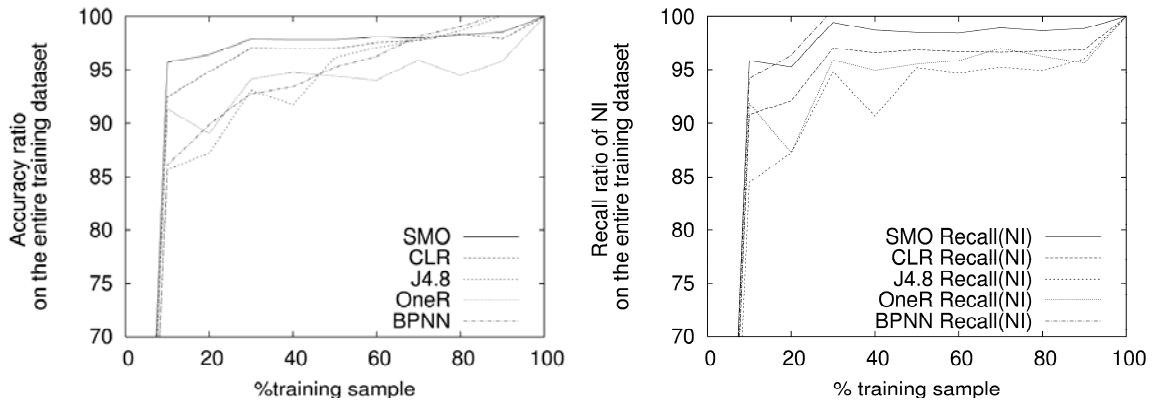 Accuracy ratio
on the entire training dataset
100
95
90
85
80
75
70
SMO
CLR
J4.8
OneR
BPNN
0 20 40 60 80 100
%training sample
Recall ratio of NI
on the entire training dataset
100
95
90
85
80
75
70
SMO Recall(NI)
CLR Recall(NI)
J4.8 Recall(NI)
OneR Recall(NI)
BPNN Recall(NI)
0 20 40 60 80 100
% training sample